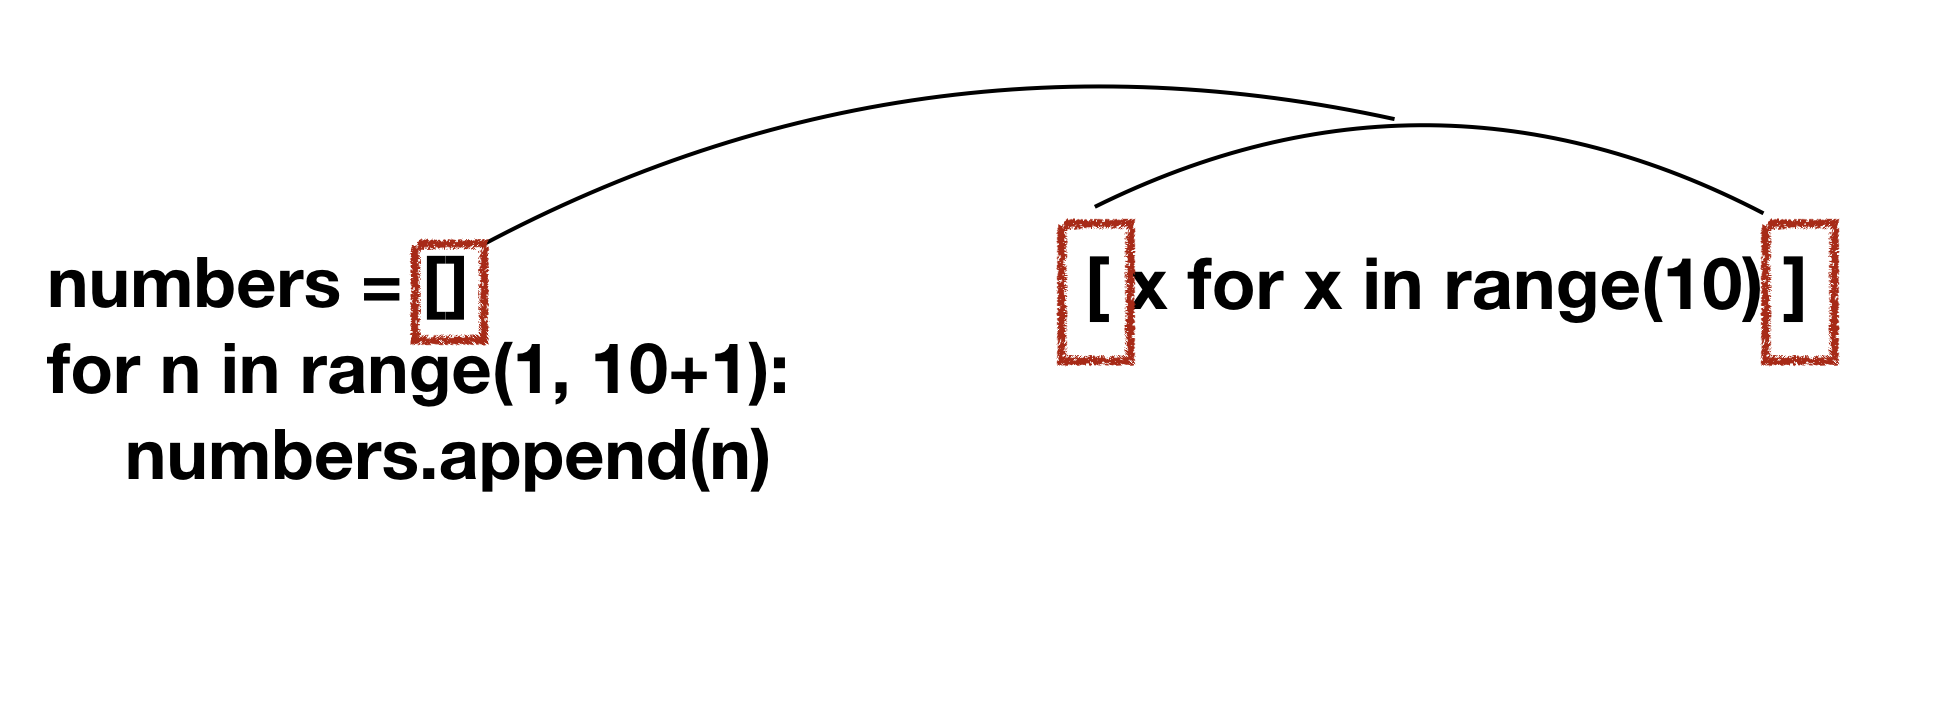 numbers = []
for n in range(1, 10+1):
    numbers.append(n)
[ x for x in range(10) ]